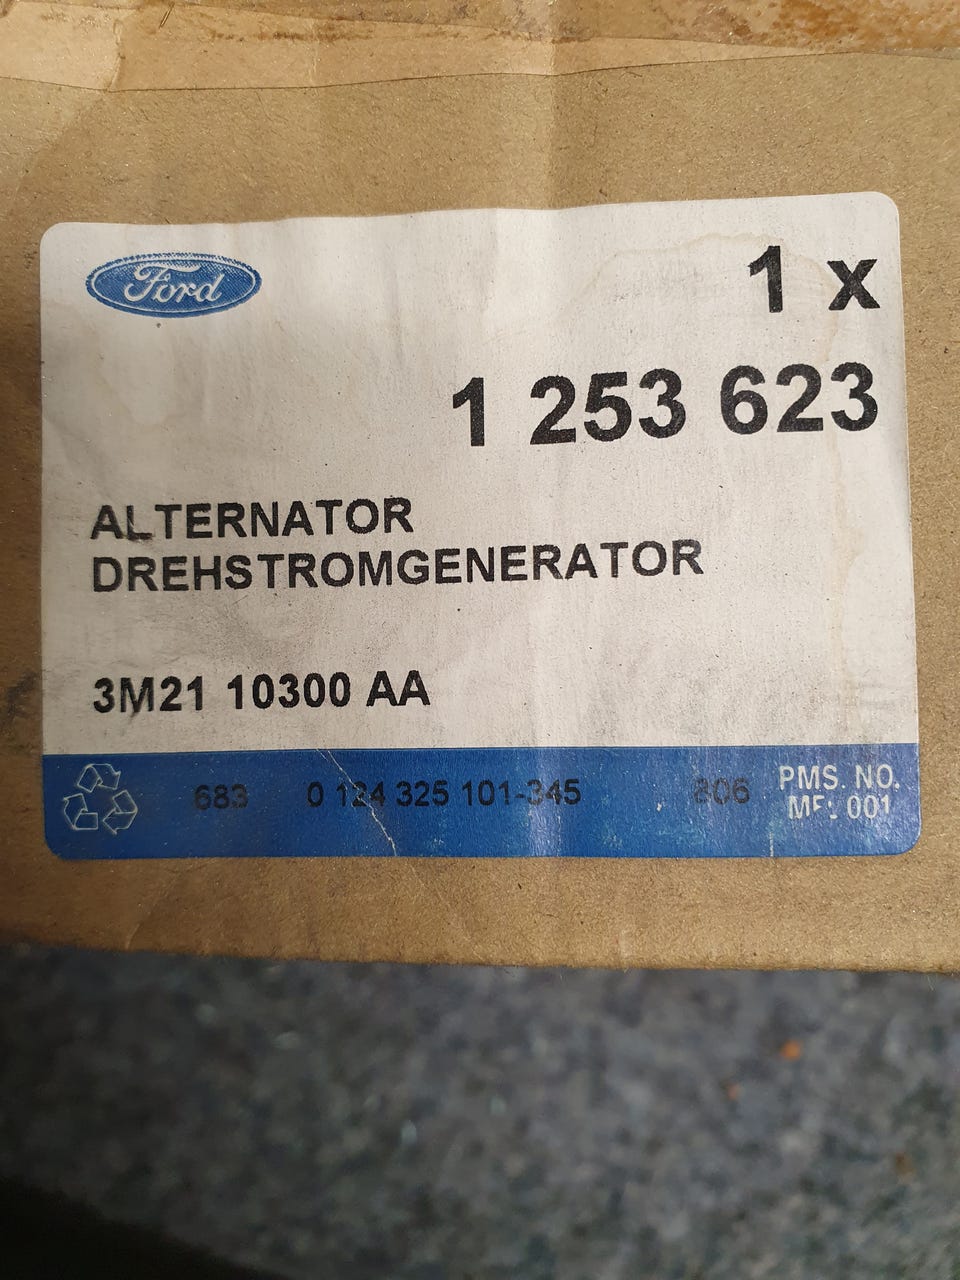 Ford
1 x
1 253 623
ALTERNATOR
DREHSTROMGENERATOR
3M21 10300 AA
683 0 124 325 101-345 806 PMS. NO.
001